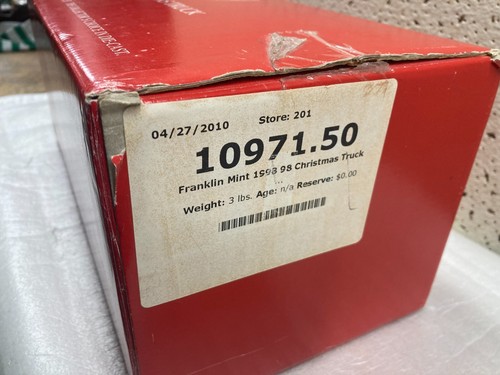 04/27/2010 Store: 201
10971.50
Franklin Mint 1998 98 Christmas Truck
Weight: 3 lbs. Age: n/a Reserve: $0.00